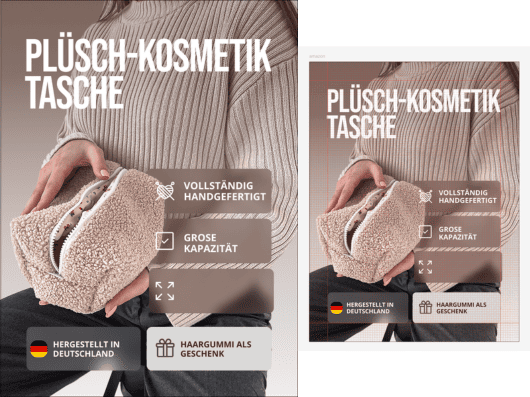 PLÜSCH-KOSMETIK
TASCHE
VOLLSTÄNDIG
HANDGEFERTIGT
GROSE
KAPAZITÄT
HERGESTELLT IN
DEUTSCHLAND
HAARGUMMI ALS
GESCHENK
PLÜSCH-KOSMETIK
TASCHE
VOLLSTÄNDIG
HANDGEFERTIGT
GROSE
KAPAZITÄT
HERGESTELLT IN
DEUTSCHLAND
HAARGUMMI ALS
GESCHENK